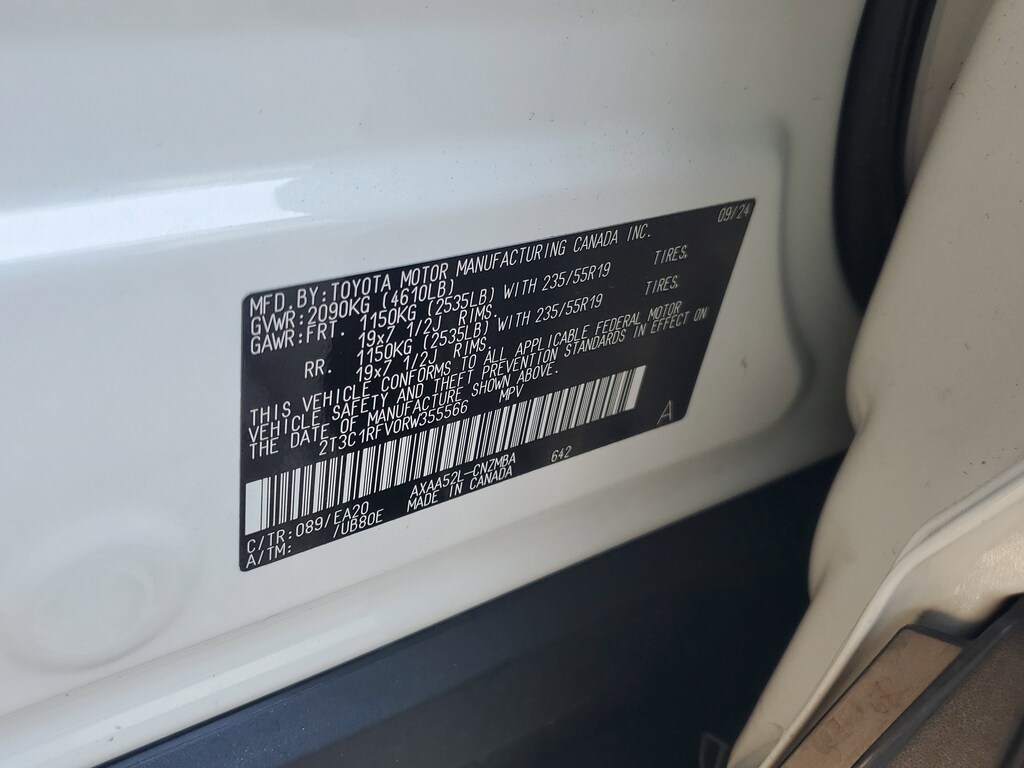 09/24
MFD.BY:TOYOTA MOTOR MANUFACTURING CANADA INC.
GVWR:2090KG (4610LB)
GAWR:FRT. 1150KG (2535LB) WITH 235/55R19 TIRES,
19x7 1/2J RIMS.
RR. 1150KG (2535LB) WITH 235/55R19 TIRES,
19x7 1/2J RIMS.
THIS VEHICLE CONFORMS TO ALL APPLICABLE FEDERAL MOTOR
VEHICLE SAFETY AND THEFT PREVENTION STANDARDS IN EFFECT ON
THE DATE OF MANUFACTURE SHOWN ABOVE.
2T3C1RFV0RW355566 MPV
A
C/TR:089/EA20 AXAA52L-CNZMBA 642
A/TM: /UB80E MADE IN CANADA